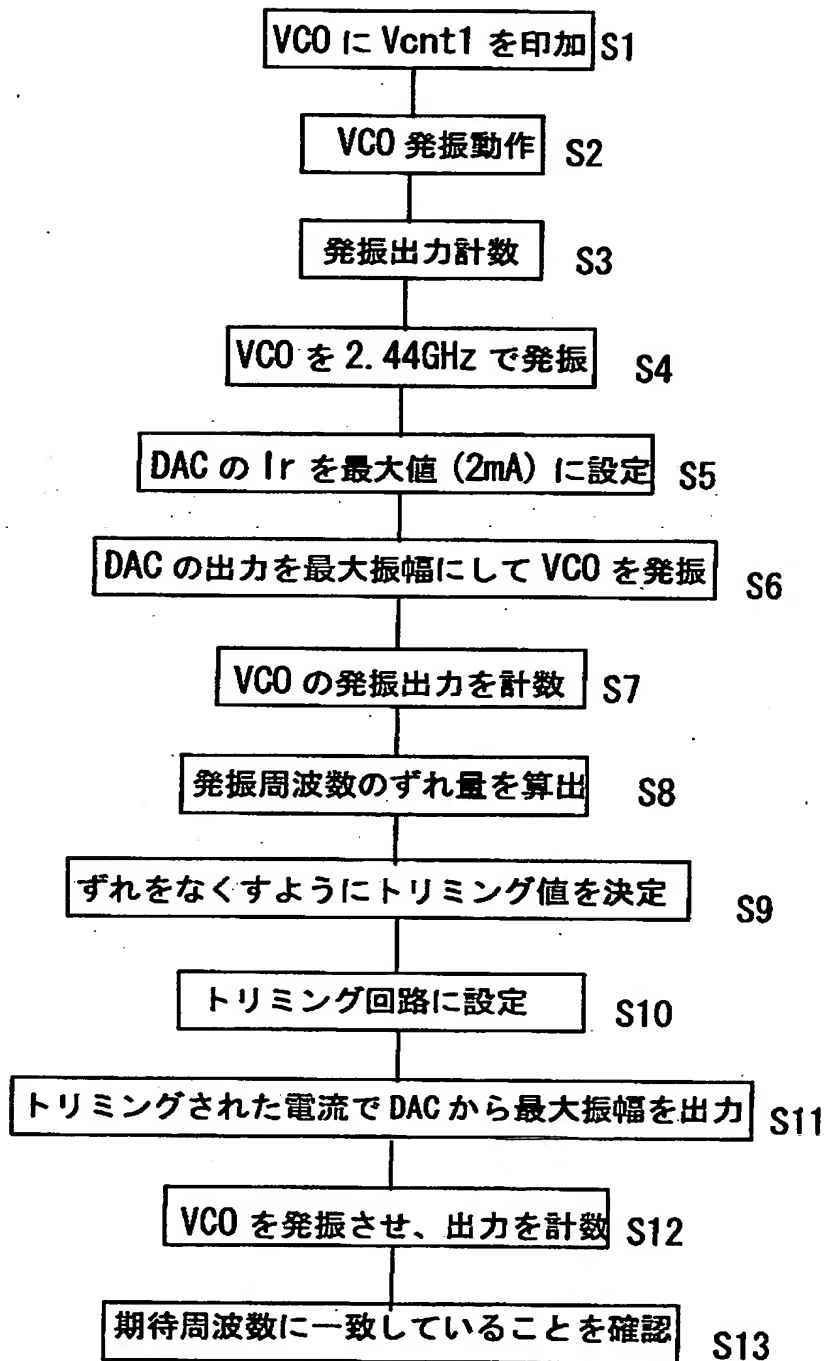 VCO に Vcnt1 を印加 S1
VCO 発振動作 S2
発振出力計数 S3
VCO を 2.44GHz で発振 S4
DAC の Ir を最大値 (2mA) に設定 S5
DAC の出力を最大振幅にして VCO を発振 S6
VCO の発振出力を計数 S7
発振周波数のずれ量を算出 S8
ずれをなくすようにトリミング値を決定 S9
トリミング回路に設定 S10
トリミングされた電流で DAC から最大振幅を出力 S11
VCO を発振させ、出力を計数 S12
期待周波数に一致していることを確認 S13